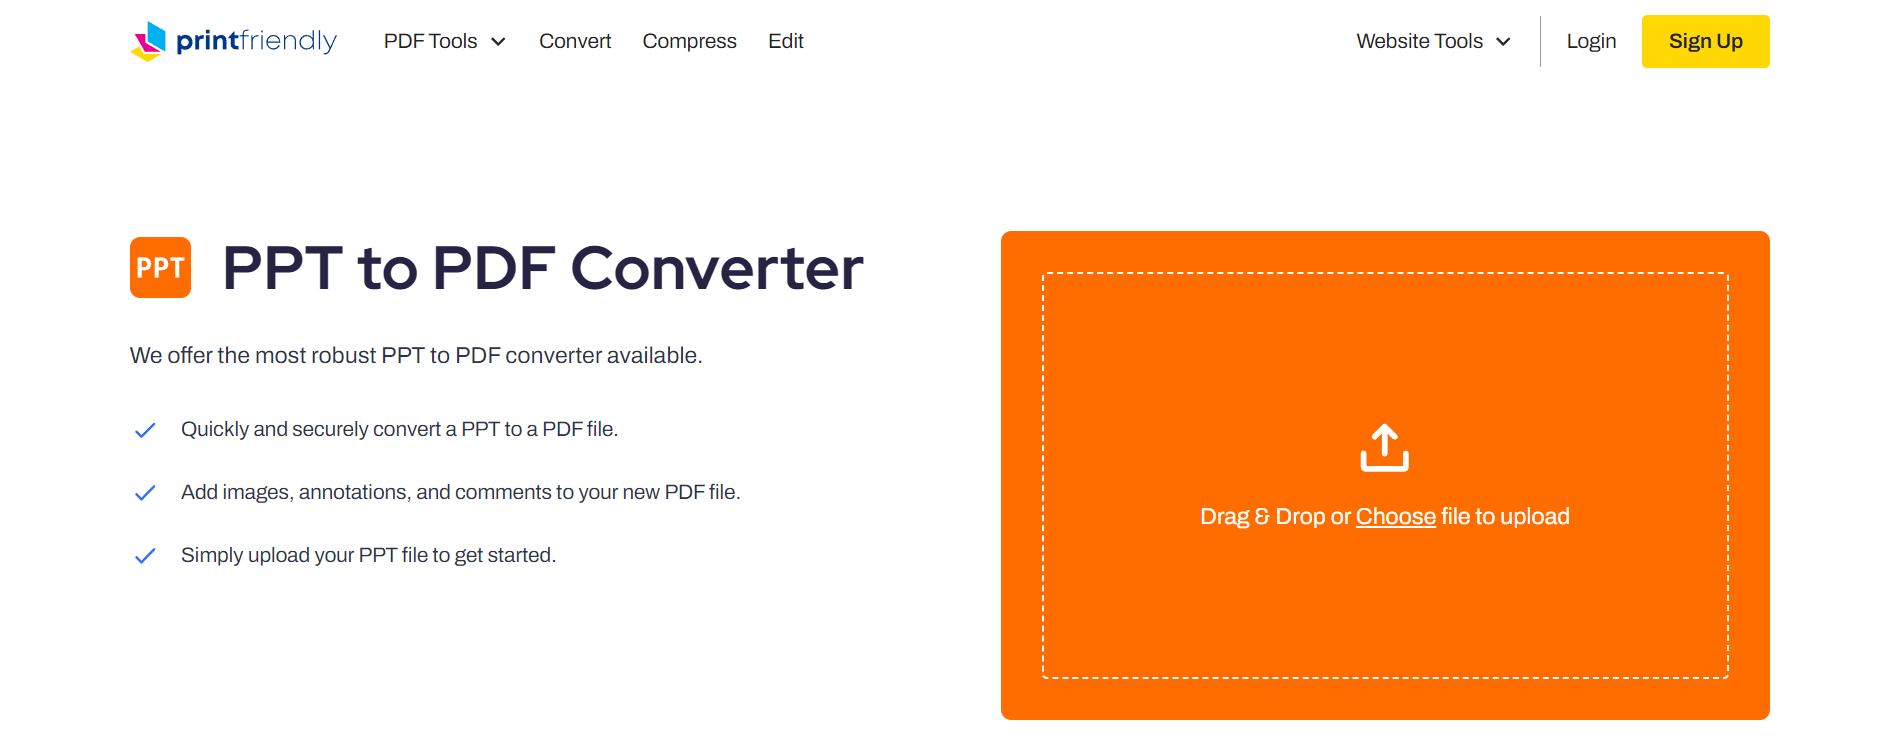 printfriendly PDF Tools Convert Compress Edit Website Tools Login Sign Up
PPT PPT to PDF Converter
We offer the most robust PPT to PDF converter available.
Quickly and securely convert a PPT to a PDF file.
Add images, annotations, and comments to your new PDF file.
Simply upload your PPT file to get started.
Drag & Drop or Choose file to upload